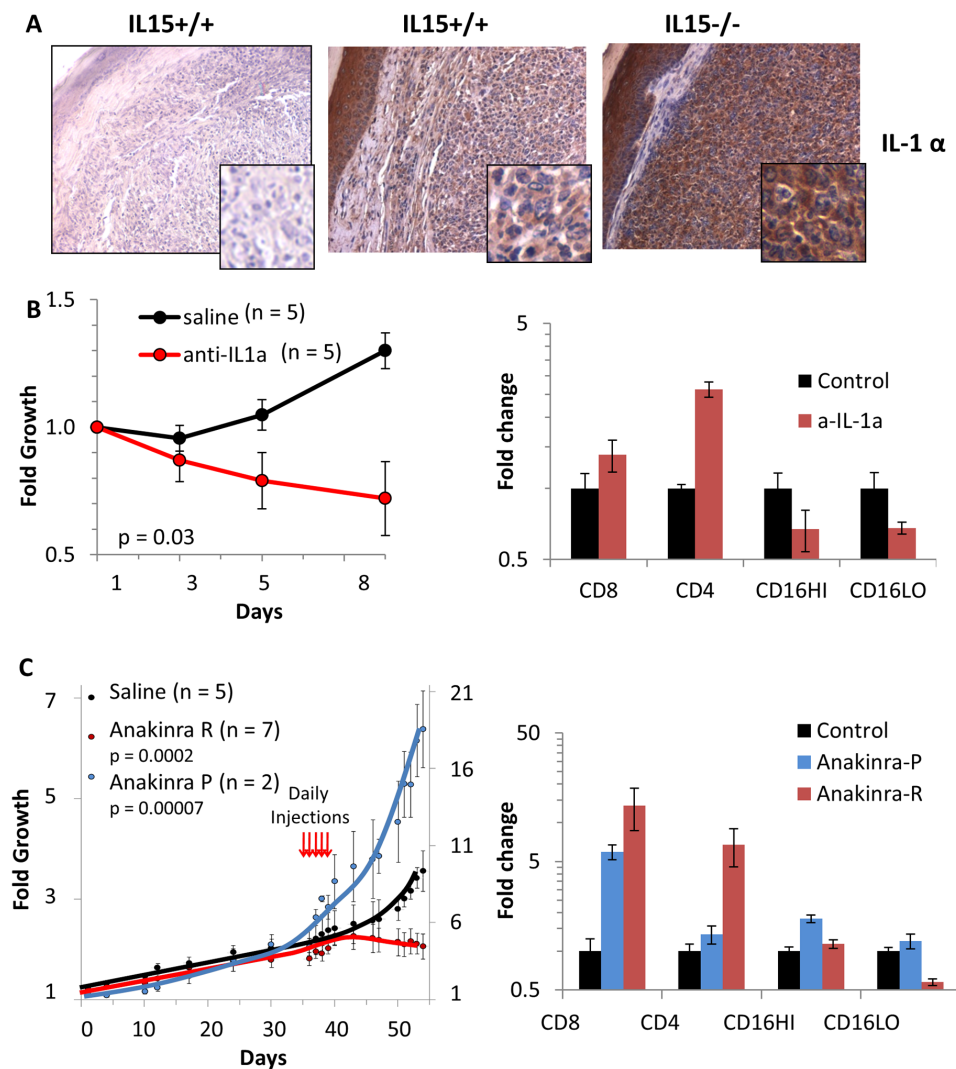 A
IL15+/+
IL15+/+
IL15-/-
IL-1 α
B
1.5
1.0
0.5
Fold Growth
saline (n = 5)
anti-IL1a (n = 5)
p = 0.03
1 3 5 8
Days
5
0.5
Fold change
Control
a-IL-1a
CD8 CD4 CD16HI CD16LO
C
7
5
3
1
Fold Growth
Saline (n = 5)
Anakinra R (n = 7)
p = 0.0002
Anakinra P (n = 2)
p = 0.00007
Daily
Injections
21
16
11
6
1
0 10 20 30 40 50
Days
50
5
0.5
Fold change
Control
Anakinra-P
Anakinra-R
CD8 CD4 CD16HI CD16LO